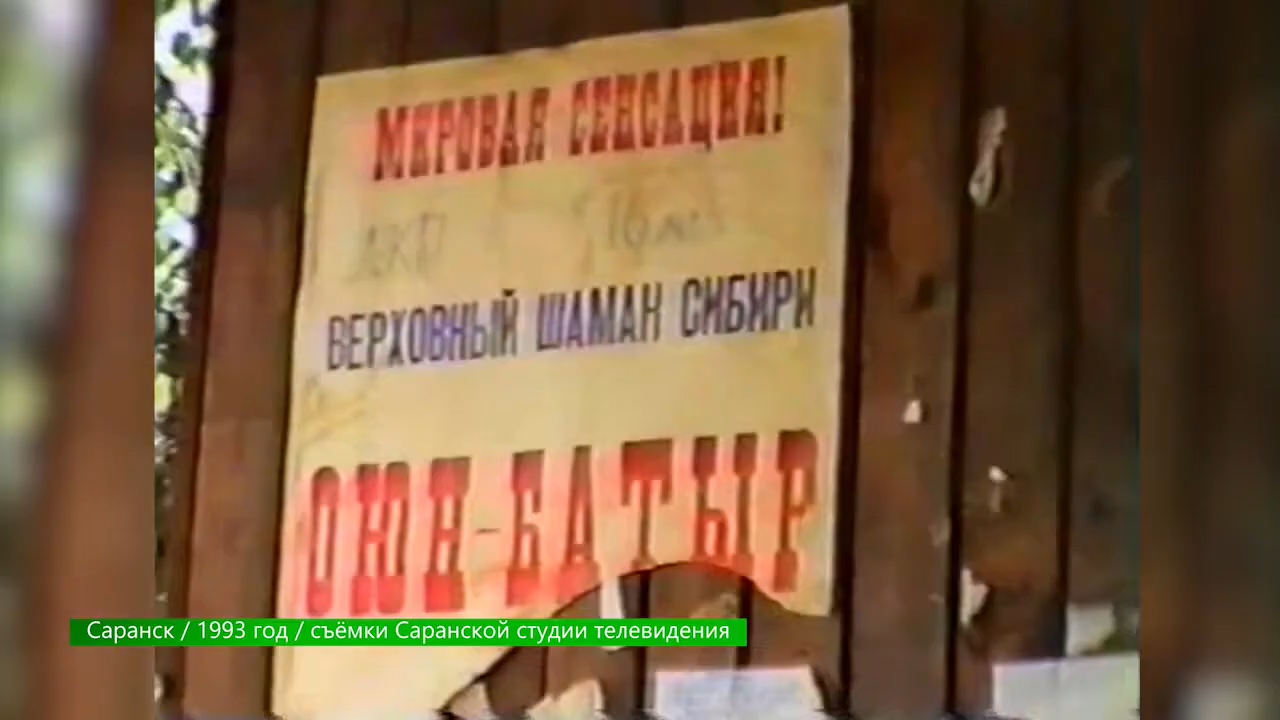 МИРОВАЯ СЕНСАЦИЯ!
ВЕРХОВНЫЙ ШАМАН СИБИРИ
ОЮН-БАТЫР
Саранск / 1993 год / съёмки Саранской студии телевидения